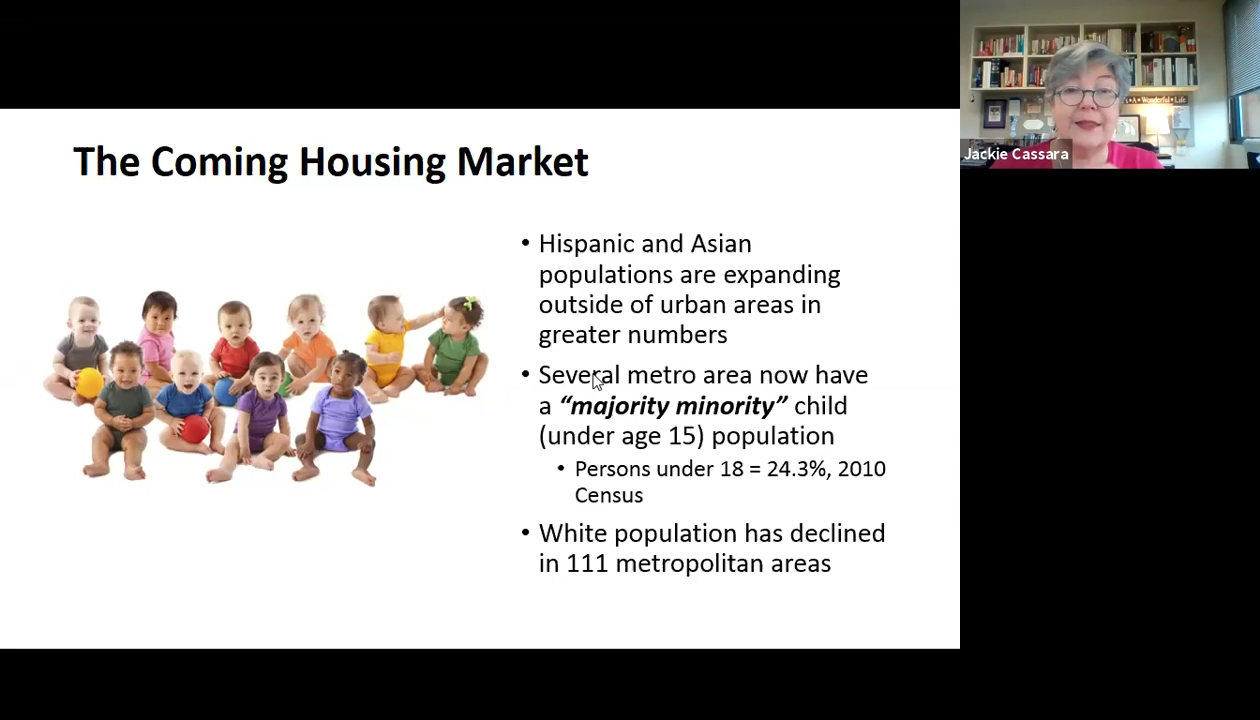 The Coming Housing Market
• Hispanic and Asian
populations are expanding
outside of urban areas in
greater numbers
• Several metro area now have
a “majority minority” child
(under age 15) population
• Persons under 18 = 24.3%, 2010
Census
• White population has declined
in 111 metropolitan areas
A Wonderful Life
Jackie Cassara